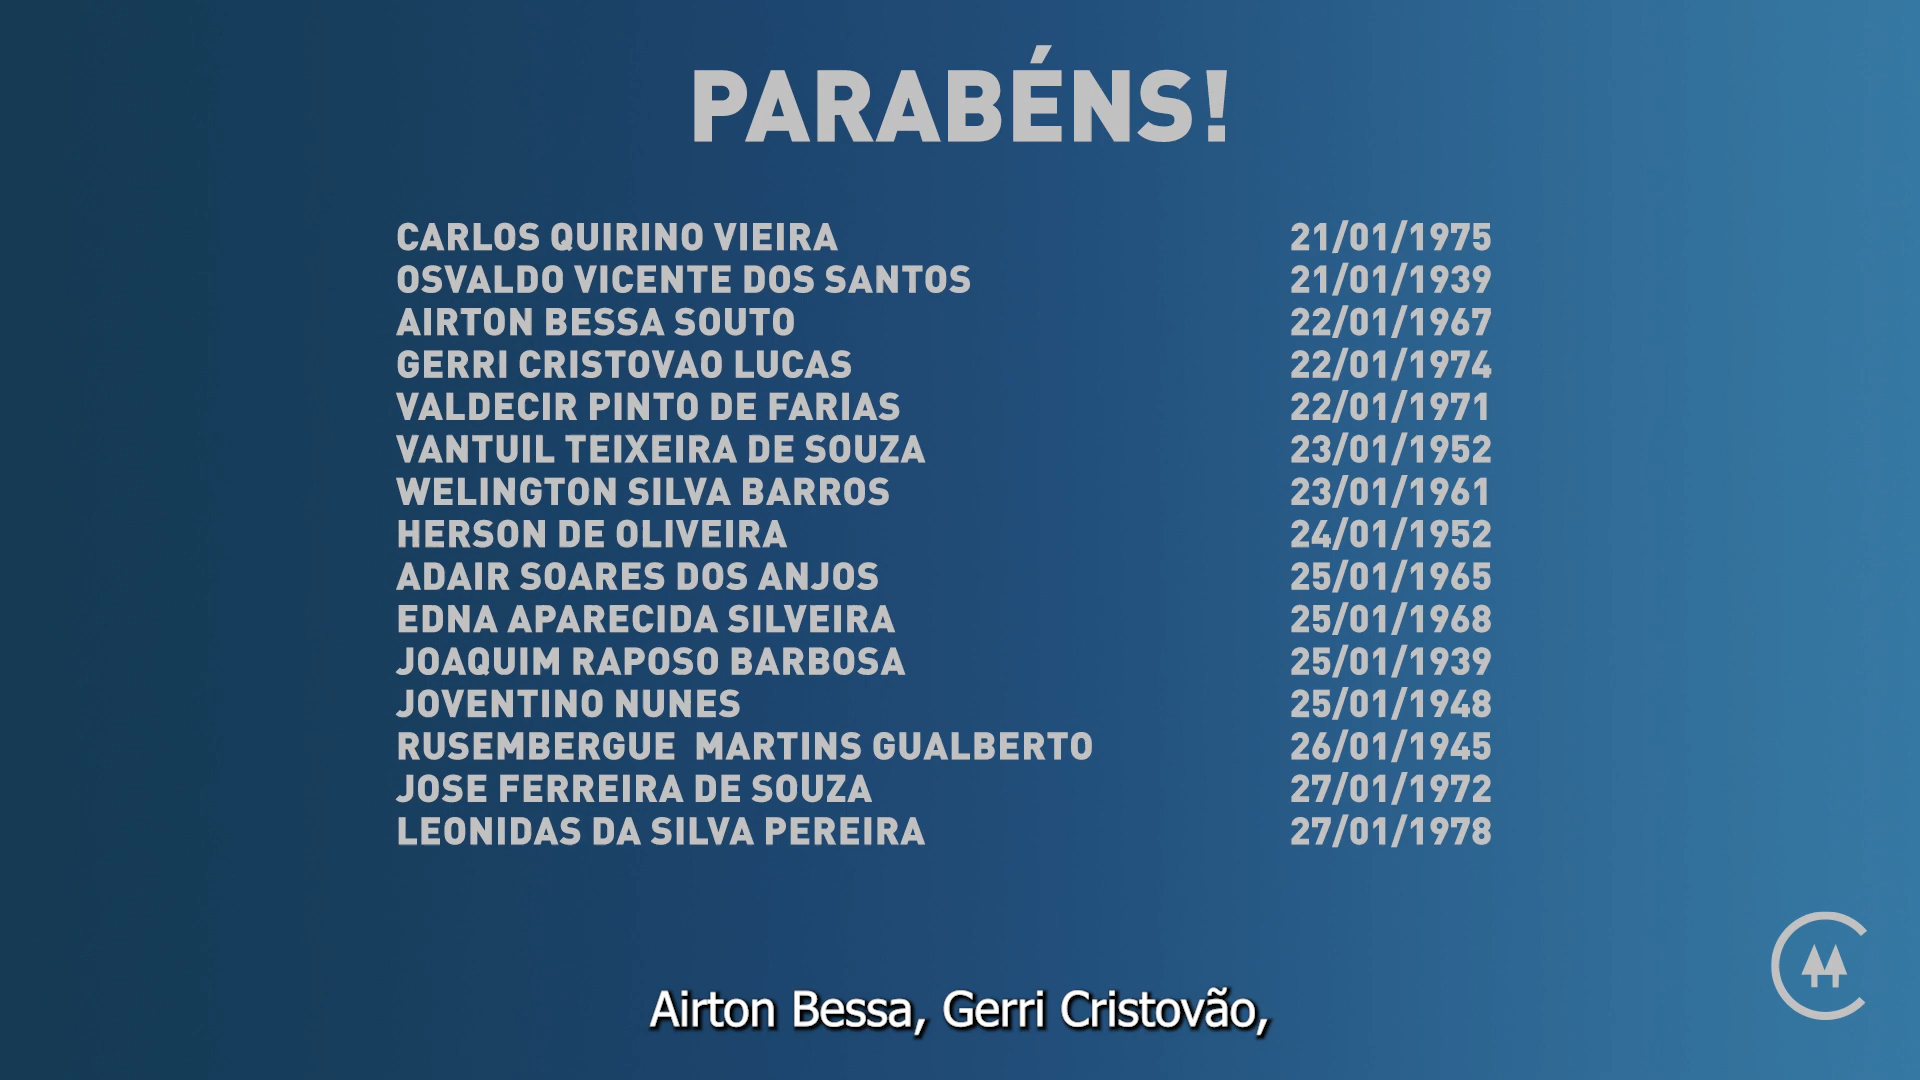 PARABÉNS!
CARLOS QUIRINO VIEIRA 21/01/1975
OSVALDO VICENTE DOS SANTOS 21/01/1939
AIRTON BESSA SOUTO 22/01/1967
GERRI CRISTOVAO LUCAS 22/01/1974
VALDECIR PINTO DE FARIAS 22/01/1971
VANTUIL TEIXEIRA DE SOUZA 23/01/1952
WELINGTON SILVA BARROS 23/01/1961
HERSON DE OLIVEIRA 24/01/1952
ADAIR SOARES DOS ANJOS 25/01/1965
EDNA APARECIDA SILVEIRA 25/01/1968
JOAQUIM RAPOSO BARBOSA 25/01/1939
JOVENTINO NUNES 25/01/1948
RUSEMBERGUE  MARTINS GUALBERTO 26/01/1945
JOSE FERREIRA DE SOUZA 27/01/1972
LEONIDAS DA SILVA PEREIRA 27/01/1978
Airton Bessa, Gerri Cristovão,